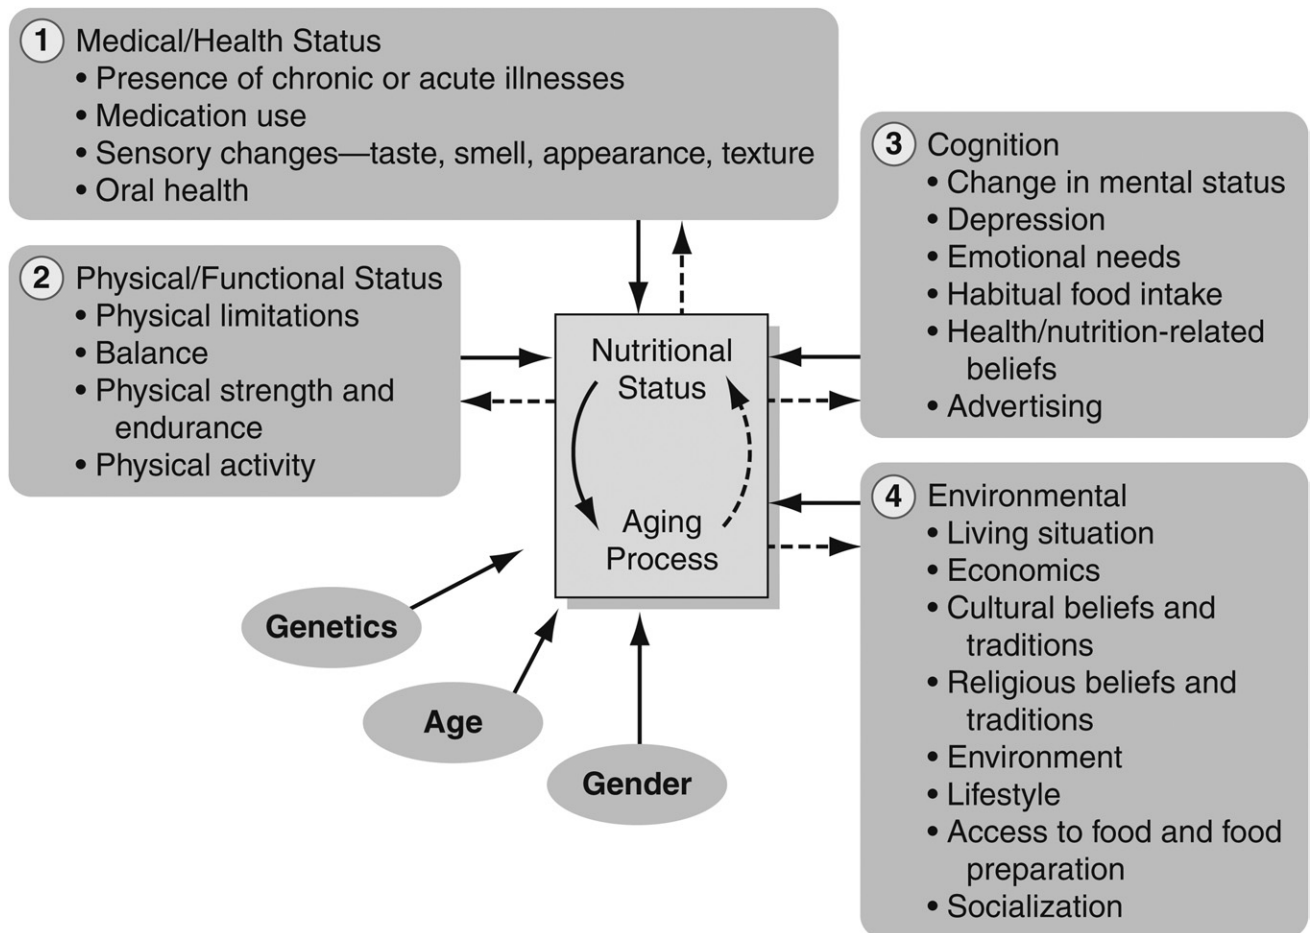 1 Medical/Health Status
• Presence of chronic or acute illnesses
• Medication use
• Sensory changes—taste, smell, appearance, texture
• Oral health
2 Physical/Functional Status
• Physical limitations
• Balance
• Physical strength and
endurance
• Physical activity
3 Cognition
• Change in mental status
• Depression
• Emotional needs
• Habitual food intake
• Health/nutrition-related
beliefs
• Advertising
Nutritional
Status
Aging
Process
4 Environmental
• Living situation
• Economics
• Cultural beliefs and
traditions
• Religious beliefs and
traditions
• Environment
• Lifestyle
• Access to food and food
preparation
• Socialization
Genetics
Age
Gender